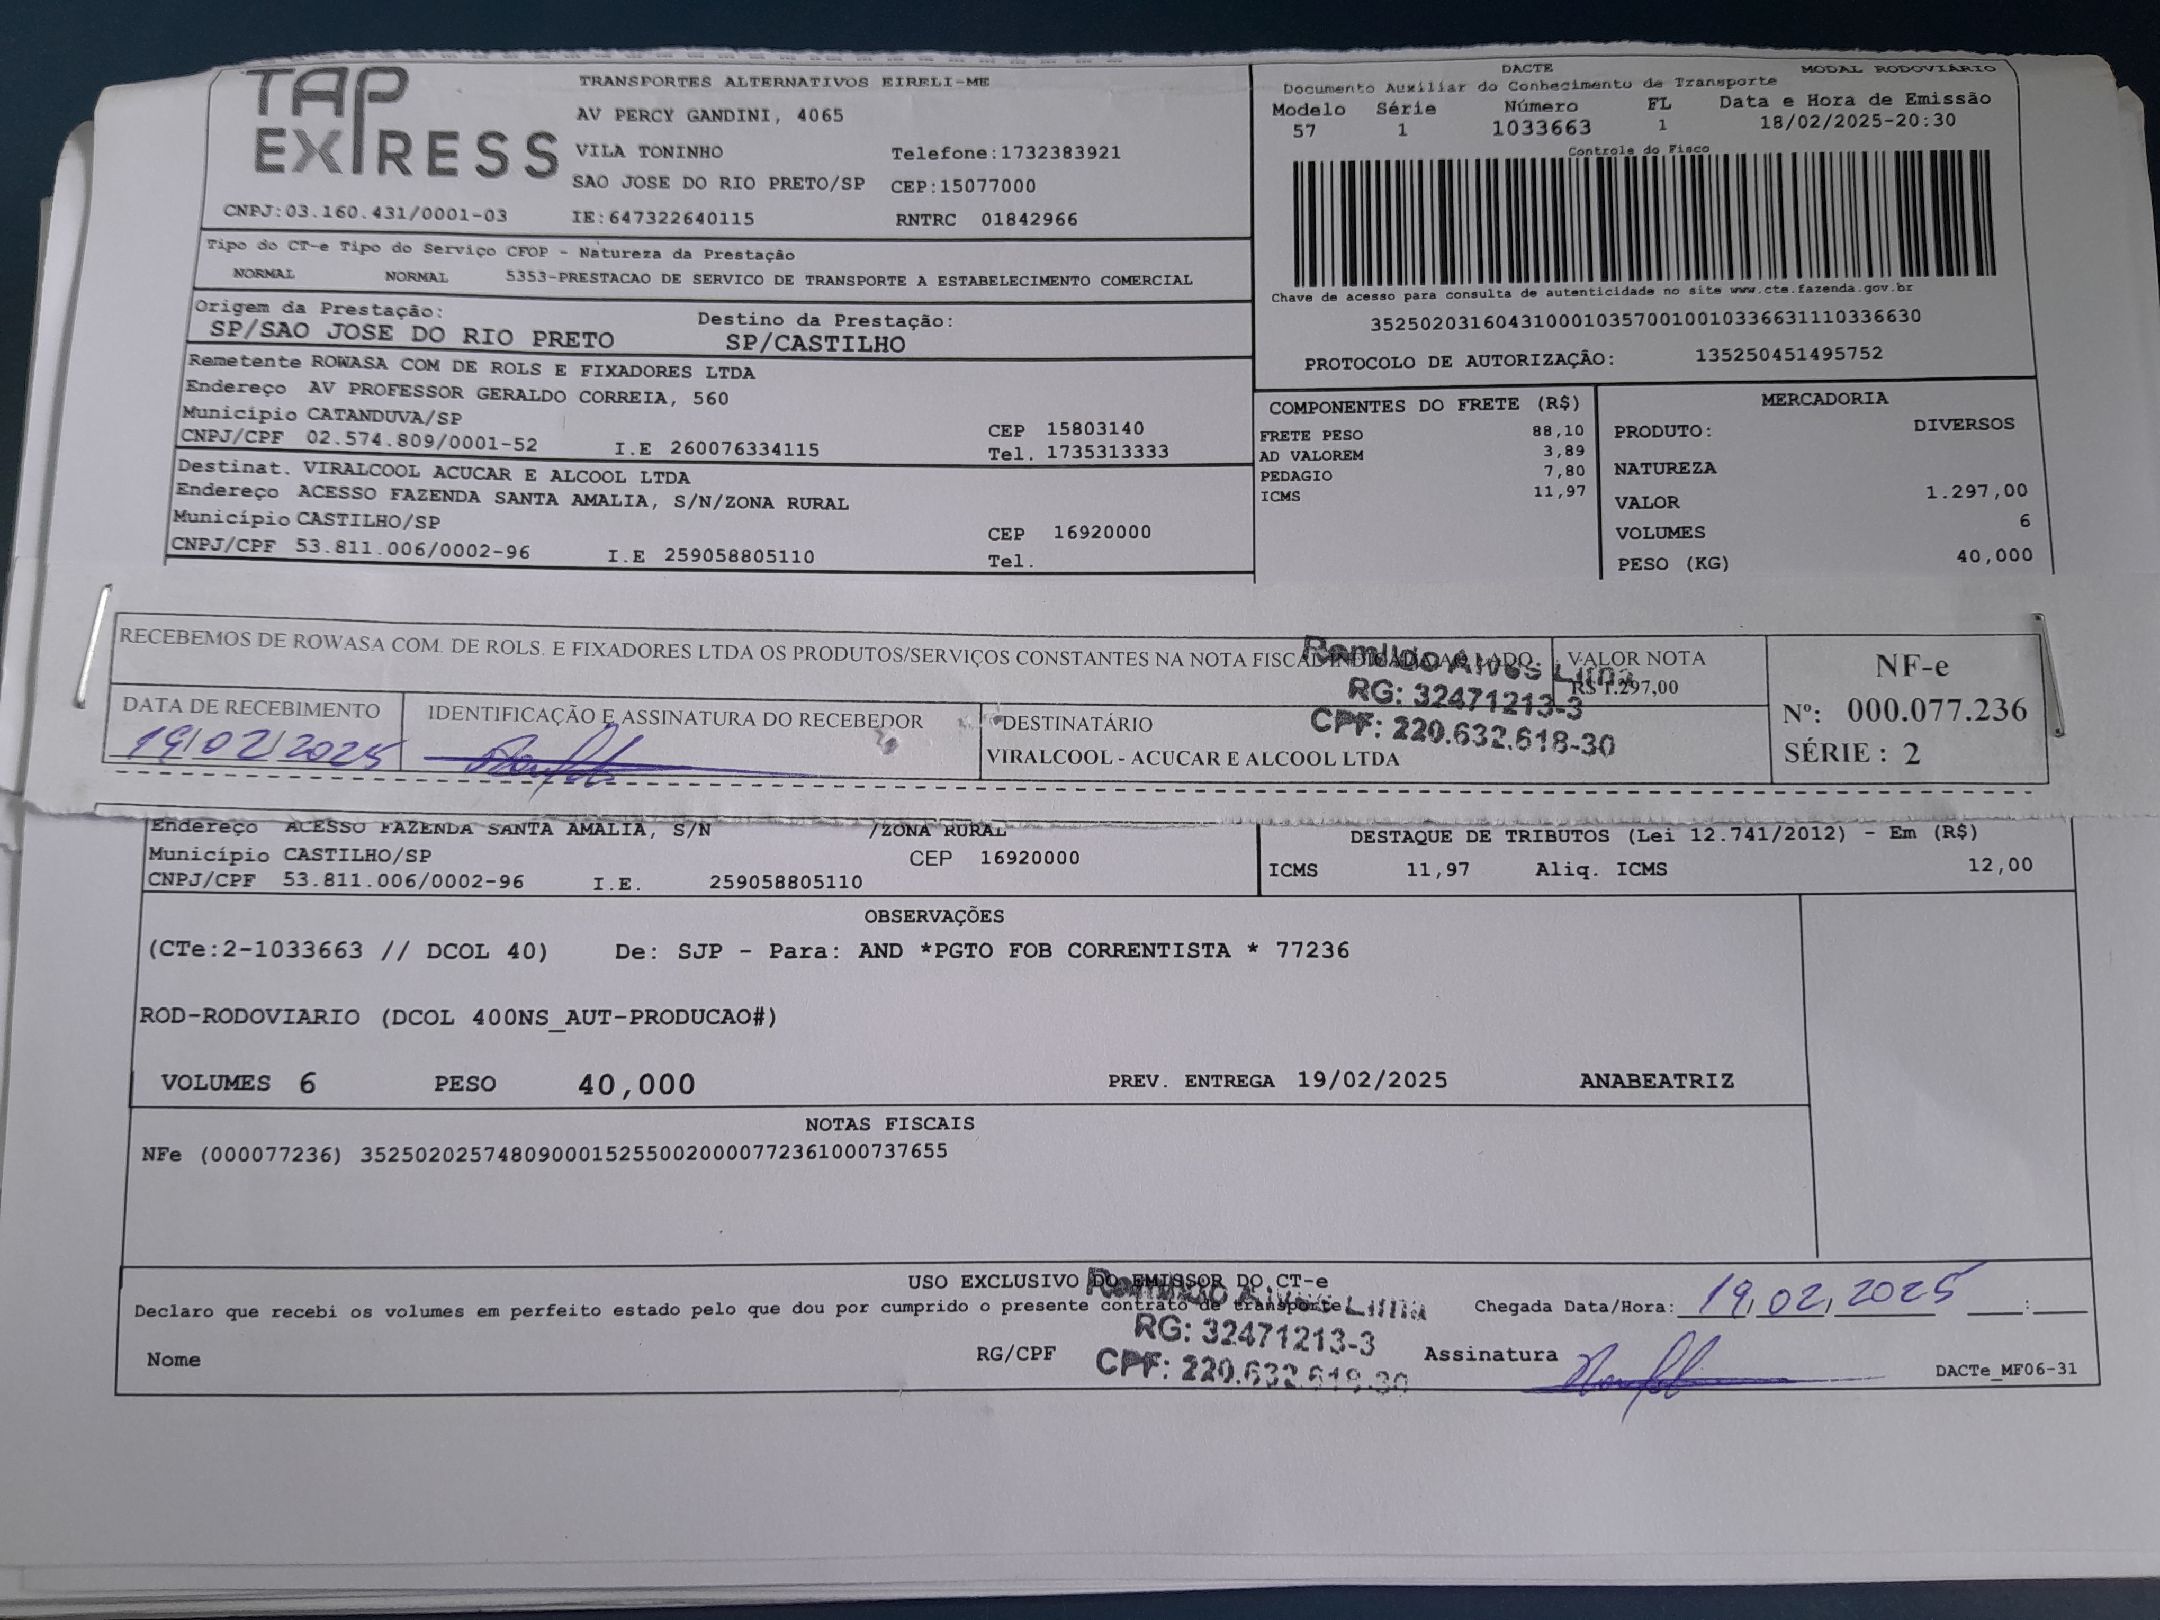 TAP EXPRESS
TRANSPORTES ALTERNATIVOS EIRELI-ME
AV PERCY GANDINI, 4065
VILA TONINHO Telefone:1732383921
SAO JOSE DO RIO PRETO/SP CEP:15077000
CNPJ:03.160.431/0001-03 IE:647322640115 RNTRC 01842966
DACTE MODAL RODOVIÁRIO
Documento Auxiliar do Conhecimento de Transporte
Modelo Série Número FL Data e Hora de Emissão
57 1 1033663 1 18/02/2025-20:30
Controle do Fisco
Chave de acesso para consulta de autenticidade no site www.cte.fazenda.gov.br
35250203160431000103570010010336631110336630
PROTOCOLO DE AUTORIZAÇÃO: 135250451495752
Tipo do CT-e Tipo do Serviço CFOP - Natureza da Prestação
NORMAL NORMAL 5353-PRESTACAO DE SERVICO DE TRANSPORTE A ESTABELECIMENTO COMERCIAL
Origem da Prestação: Destino da Prestação:
SP/SAO JOSE DO RIO PRETO SP/CASTILHO
Remetente ROWASA COM DE ROLS E FIXADORES LTDA
Endereço AV PROFESSOR GERALDO CORREIA, 560
Município CATANDUVA/SP CEP 15803140
CNPJ/CPF 02.574.809/0001-52 I.E 260076334115 Tel. 1735313333
Destinat. VIRALCOOL ACUCAR E ALCOOL LTDA
Endereço ACESSO FAZENDA SANTA AMALIA, S/N/ZONA RURAL
Município CASTILHO/SP CEP 16920000
CNPJ/CPF 53.811.006/0002-96 I.E 259058805110 Tel.
COMPONENTES DO FRETE (R$)
FRETE PESO 88,10
AD VALOREM 3,89
PEDAGIO 7,80
ICMS 11,97
MERCADORIA
PRODUTO: DIVERSOS
NATUREZA
VALOR 1.297,00
VOLUMES 6
PESO (KG) 40,000
RECEBEMOS DE ROWASA COM. DE ROLS. E FIXADORES LTDA OS PRODUTOS/SERVIÇOS CONSTANTES NA NOTA FISCAL INDICADA AO LADO.
VALOR NOTA
R$ 1.297,00
NF-e
Nº: 000.077.236
SÉRIE : 2
DATA DE RECEBIMENTO IDENTIFICAÇÃO E ASSINATURA DO RECEBEDOR DESTINATÁRIO
19/02/2025 VIRALCOOL - ACUCAR E ALCOOL LTDA
Alves Lima
RG: 32471213-3
CPF: 220.632.618-30
Endereço ACESSO FAZENDA SANTA AMALIA, S/N /ZONA RURAL
Município CASTILHO/SP CEP 16920000
CNPJ/CPF 53.811.006/0002-96 I.E. 259058805110
DESTAQUE DE TRIBUTOS (Lei 12.741/2012) - Em (R$)
ICMS 11,97 Aliq. ICMS 12,00
OBSERVAÇÕES
(CTe:2-1033663 // DCOL 40) De: SJP - Para: AND *PGTO FOB CORRENTISTA * 77236
ROD-RODOVIARIO (DCOL 400NS_AUT-PRODUCAO#)
VOLUMES 6 PESO 40,000 PREV. ENTREGA 19/02/2025 ANABEATRIZ
NOTAS FISCAIS
NFe (000077236) 35250202574809000152550020000772361000737655
USO EXCLUSIVO DO EMISSOR DO CT-e
Declaro que recebi os volumes em perfeito estado pelo que dou por cumprido o presente contrato de transporte
Chegada Data/Hora: 19/02/2025 __:__
Lima
RG: 32471213-3
CPF: 220.632.
Nome RG/CPF Assinatura DACTe_MF06-31